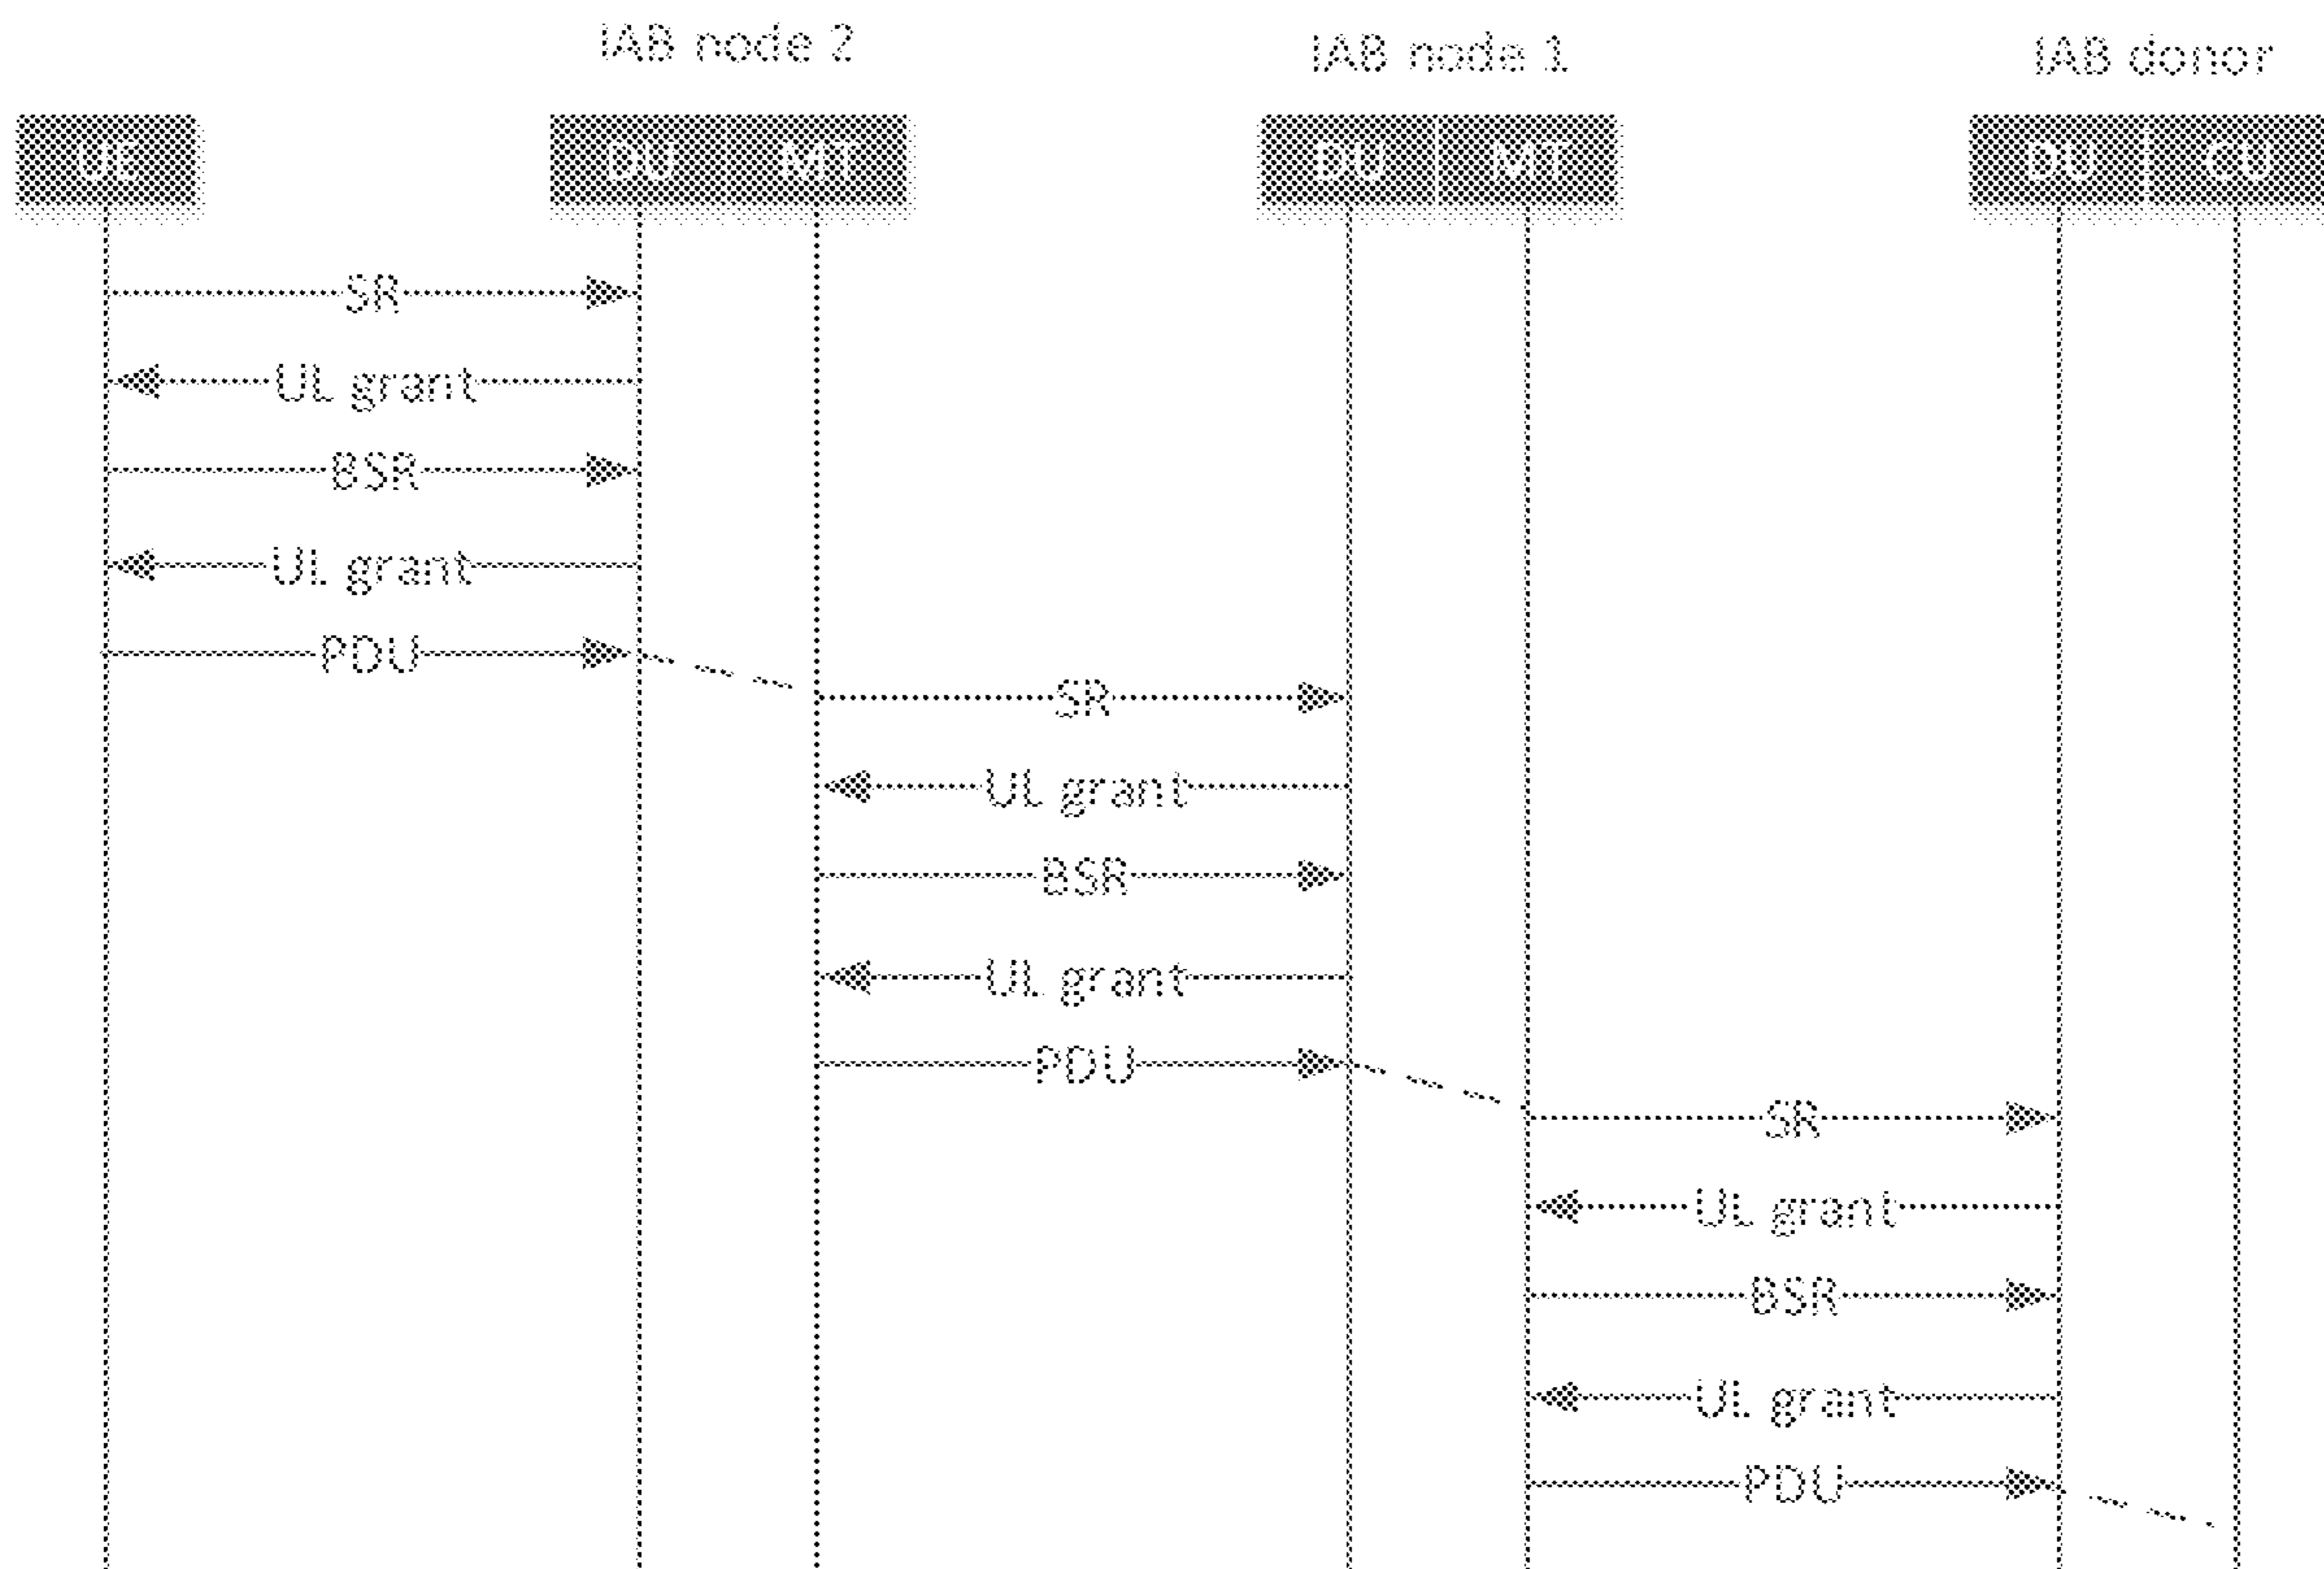 IAB node 2
IAB node 1
IAB donor
UE
DU MT
DU MT
DU CU
SR
UL grant
BSR
UL grant
PDU
SR
UL grant
BSR
UL grant
PDU
SR
UL grant
BSR
UL grant
PDU